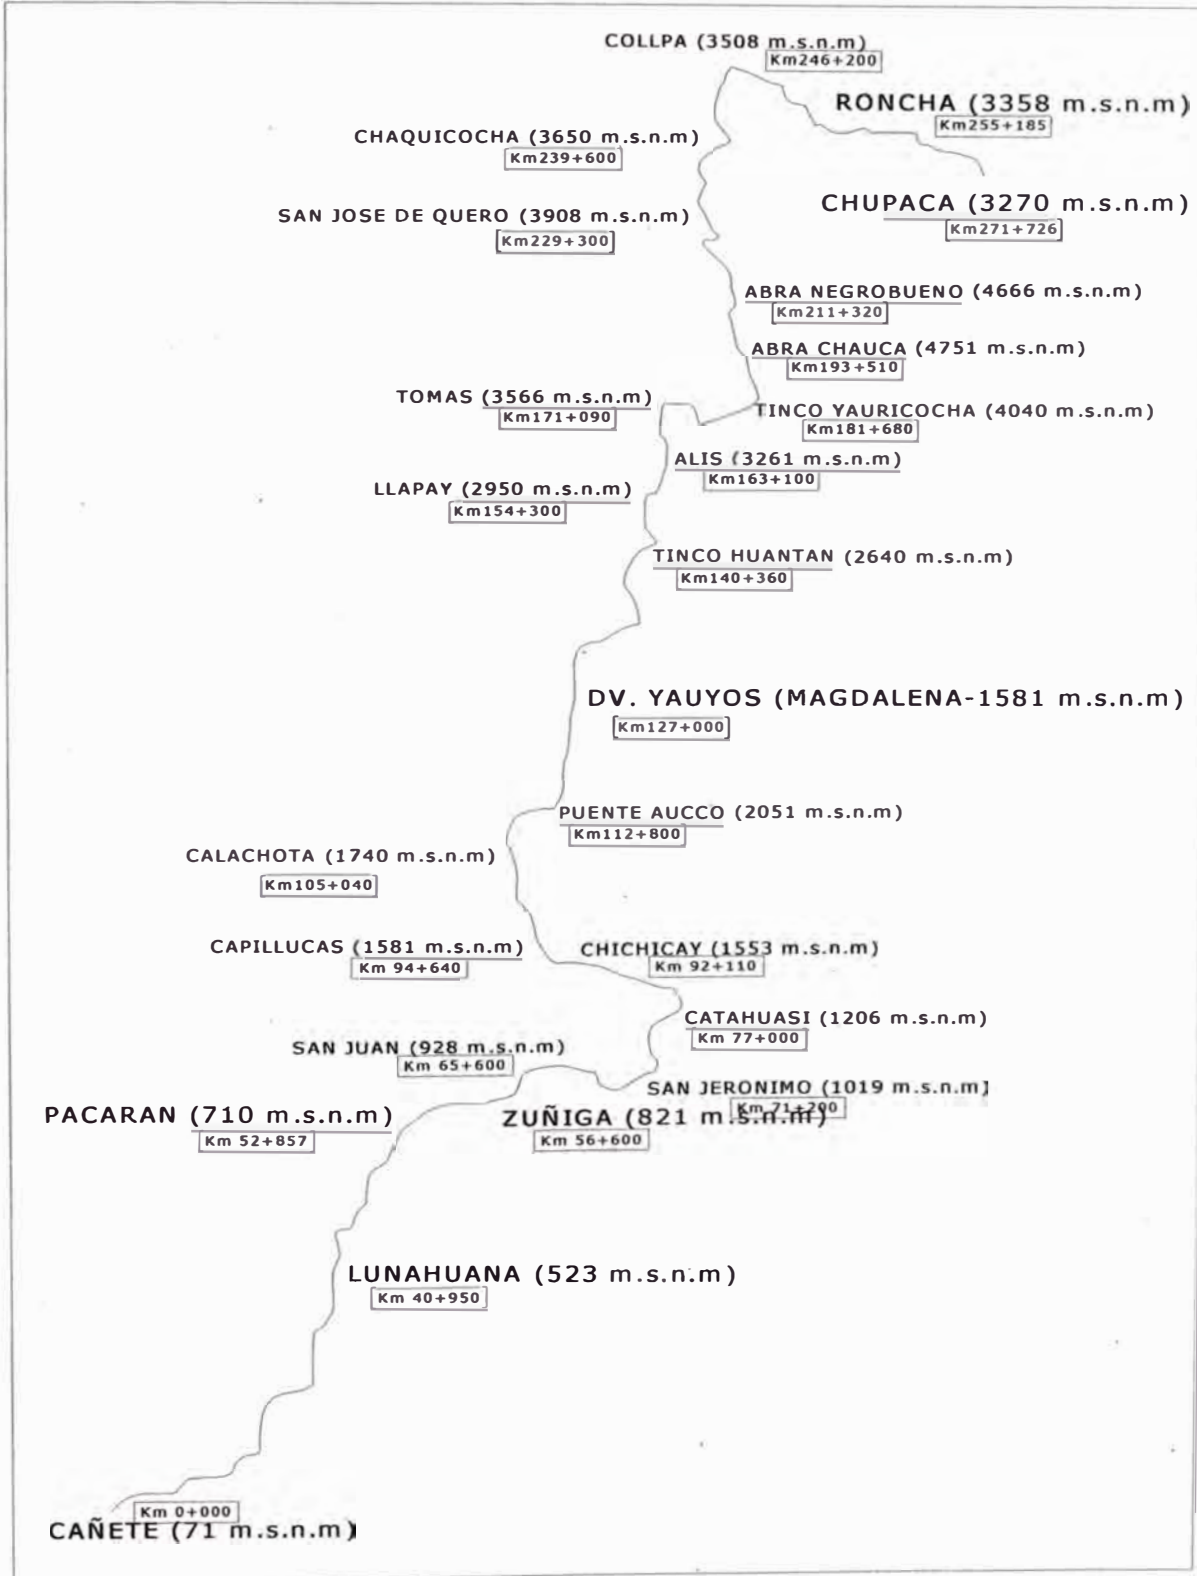 COLLPA (3508 m.s.n.m)
Km246+200
RONCHA (3358 m.s.n.m)
Km255+185
CHAQUICOCHA (3650 m.s.n.m)
Km239+600
CHUPACA (3270 m.s.n.m)
Km271+726
SAN JOSE DE QUERO (3908 m.s.n.m)
Km229+300
ABRA NEGROBUENO (4666 m.s.n.m)
Km211+320
ABRA CHAUCA (4751 m.s.n.m)
Km193+510
TOMAS (3566 m.s.n.m)
Km171+090
TINCO YAURICOCHA (4040 m.s.n.m)
Km181+680
ALIS (3261 m.s.n.m)
Km163+100
LLAPAY (2950 m.s.n.m)
Km154+300
TINCO HUANTAN (2640 m.s.n.m)
Km140+360
DV. YAUYOS (MAGDALENA-1581 m.s.n.m)
Km127+000
PUENTE AUCCO (2051 m.s.n.m)
Km112+800
CALACHOTA (1740 m.s.n.m)
Km105+040
CAPILLUCAS (1581 m.s.n.m)
Km 94+640
CHICHICAY (1553 m.s.n.m)
Km 92+110
CATAHUASI (1206 m.s.n.m)
Km 77+000
SAN JUAN (928 m.s.n.m)
Km 65+600
SAN JERONIMO (1019 m.s.n.m)
Km 71+200
PACARAN (710 m.s.n.m)
Km 52+857
ZUÑIGA (821 m.s.n.m)
Km 56+600
LUNAHUANA (523 m.s.n.m)
Km 40+950
Km 0+000
CAÑETE (71 m.s.n.m)